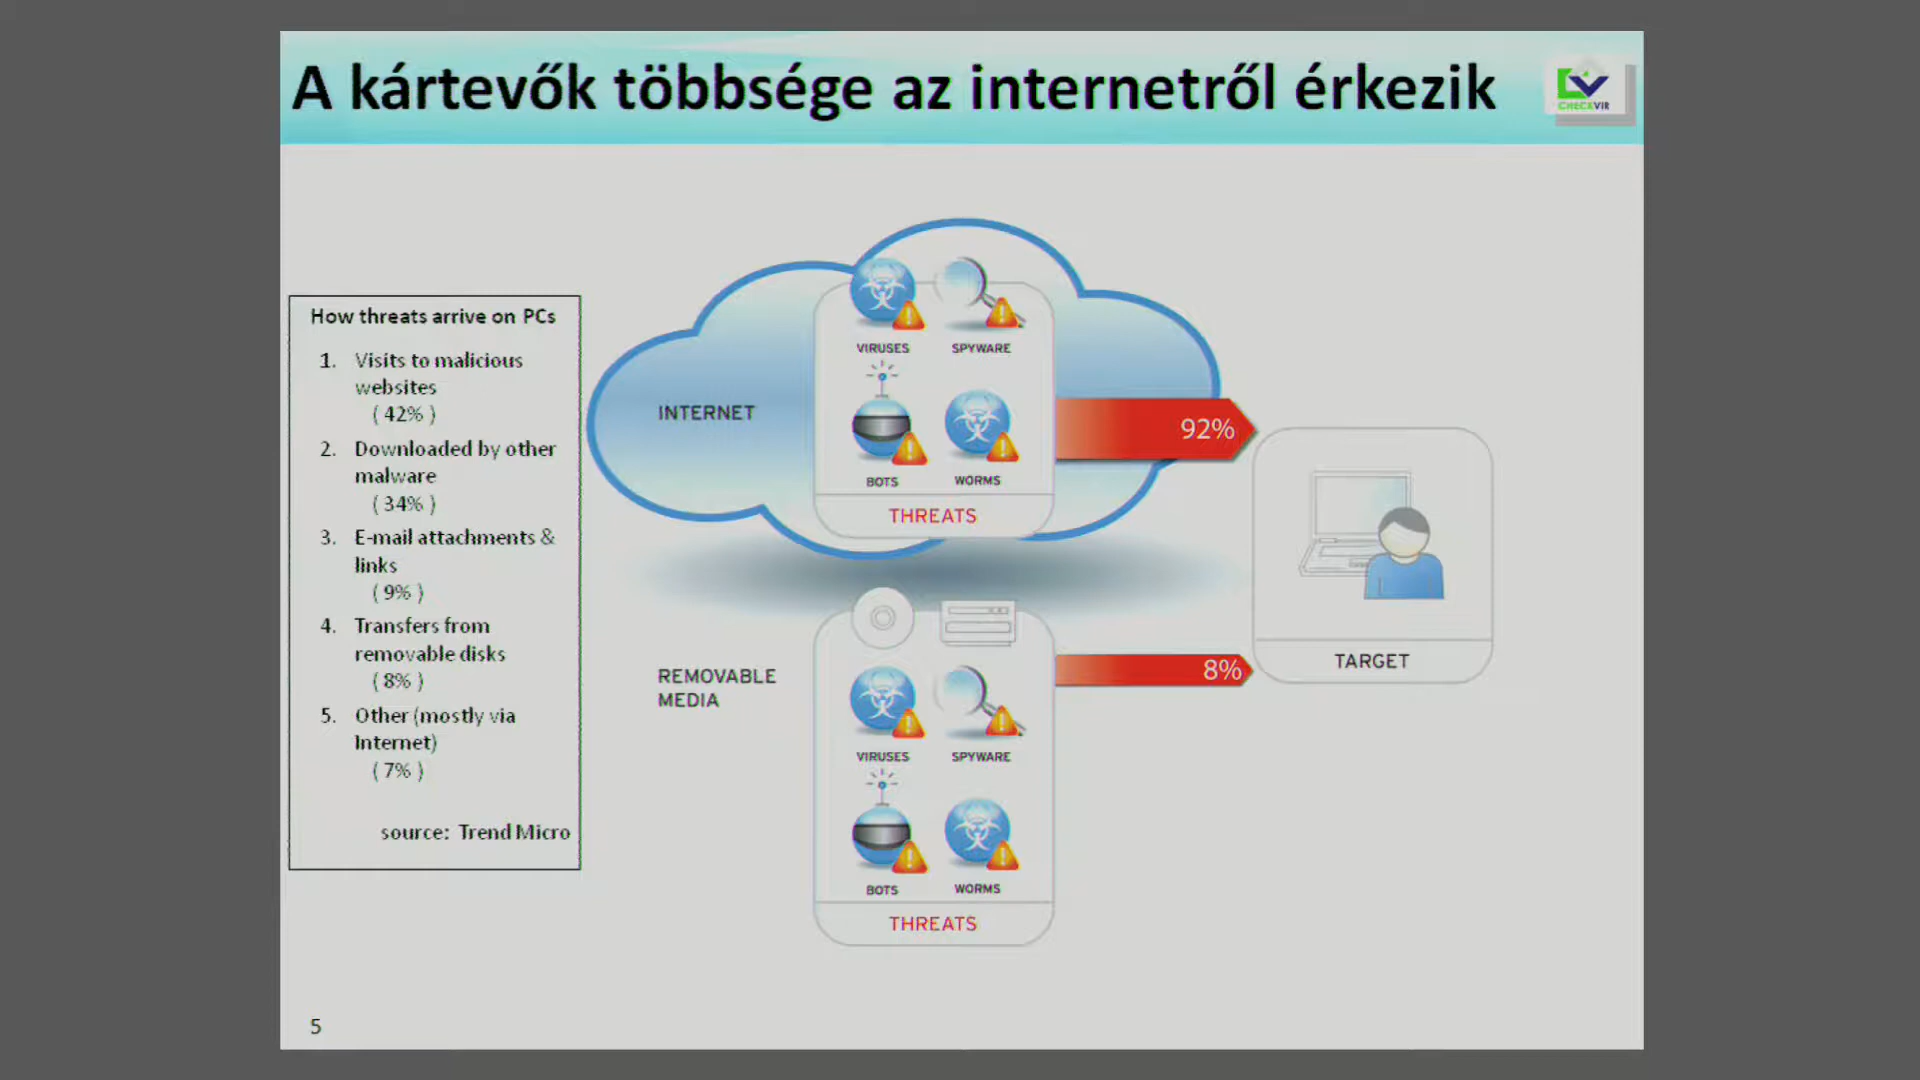 A kártevők többsége az internetről érkezik
CHECKVIR
How threats arrive on PCs
1. Visits to malicious
websites
( 42% )
2. Downloaded by other
malware
( 34% )
3. E-mail attachments &
links
( 9% )
4. Transfers from
removable disks
( 8% )
5. Other (mostly via
Internet)
( 7% )
source: Trend Micro
INTERNET
VIRUSES SPYWARE
BOTS WORMS
THREATS
92%
REMOVABLE
MEDIA
VIRUSES SPYWARE
BOTS WORMS
THREATS
8%
TARGET
5